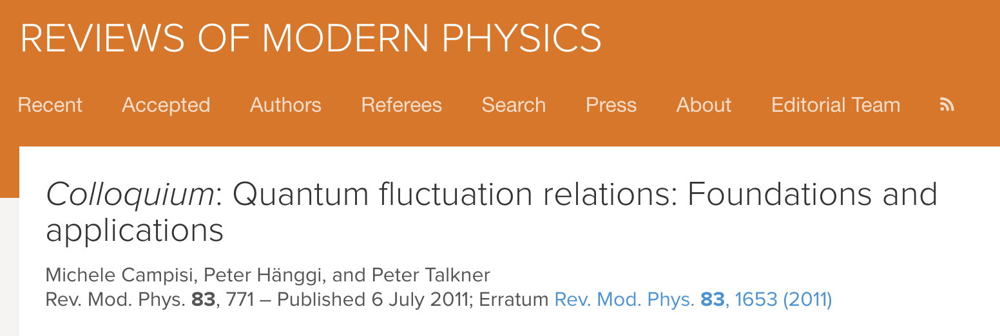 REVIEWS OF MODERN PHYSICS
Recent Accepted Authors Referees Search Press About Editorial Team
Colloquium: Quantum fluctuation relations: Foundations and
applications
Michele Campisi, Peter Hänggi, and Peter Talkner
Rev. Mod. Phys. 83, 771 – Published 6 July 2011; Erratum Rev. Mod. Phys. 83, 1653 (2011)